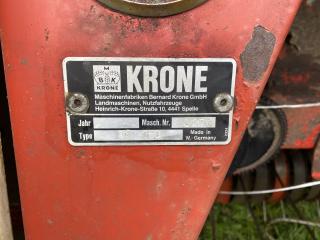 M
B K
KRONE
KRONE
Maschinenfabriken Bernard Krone GmbH
Landmaschinen, Nutzfahrzeuge
Heinrich-Krone-Straße 10, 4441 Spelle
Jahr Masch. Nr.
Type Made in W.-Germany